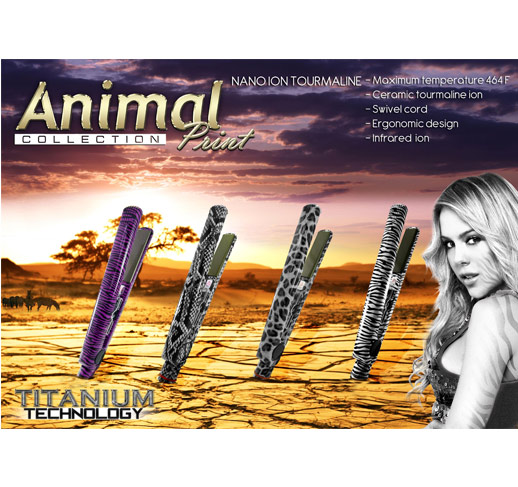 Animal
Print
COLLECTION
NANO ION TOURMALINE
- Maximum temperature 464 F
- Ceramic tourmaline ion
- Swivel cord
- Ergonomic design
- Infrared ion
TITANIUM
TECHNOLOGY